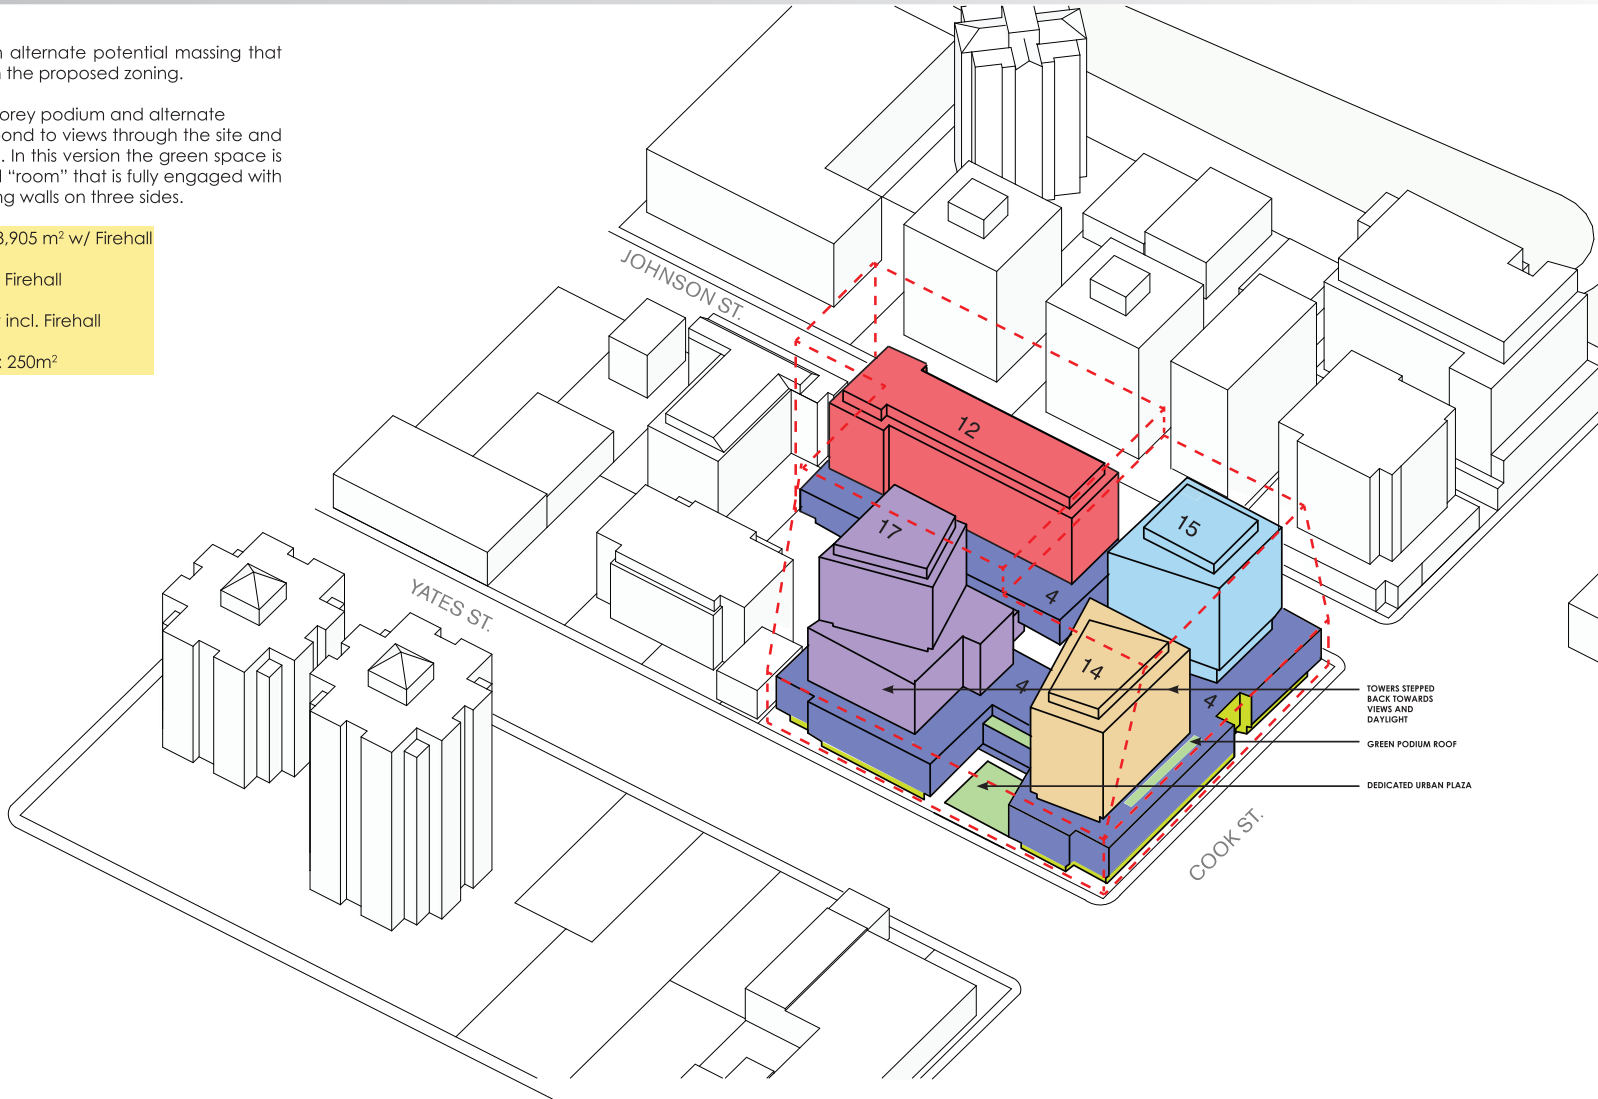 alternate potential massing that
the proposed zoning.
podium and alternate
to views through the site and
. In this version the green space is
“room” that is fully engaged with
walls on three sides.
,905 m² w/ Firehall
Firehall
incl. Firehall
: 250m²
JOHNSON ST.
12
17
15
4
YATES ST.
14
4
4
TOWERS STEPPED
BACK TOWARDS
VIEWS AND
DAYLIGHT
GREEN PODIUM ROOF
DEDICATED URBAN PLAZA
COOK ST.